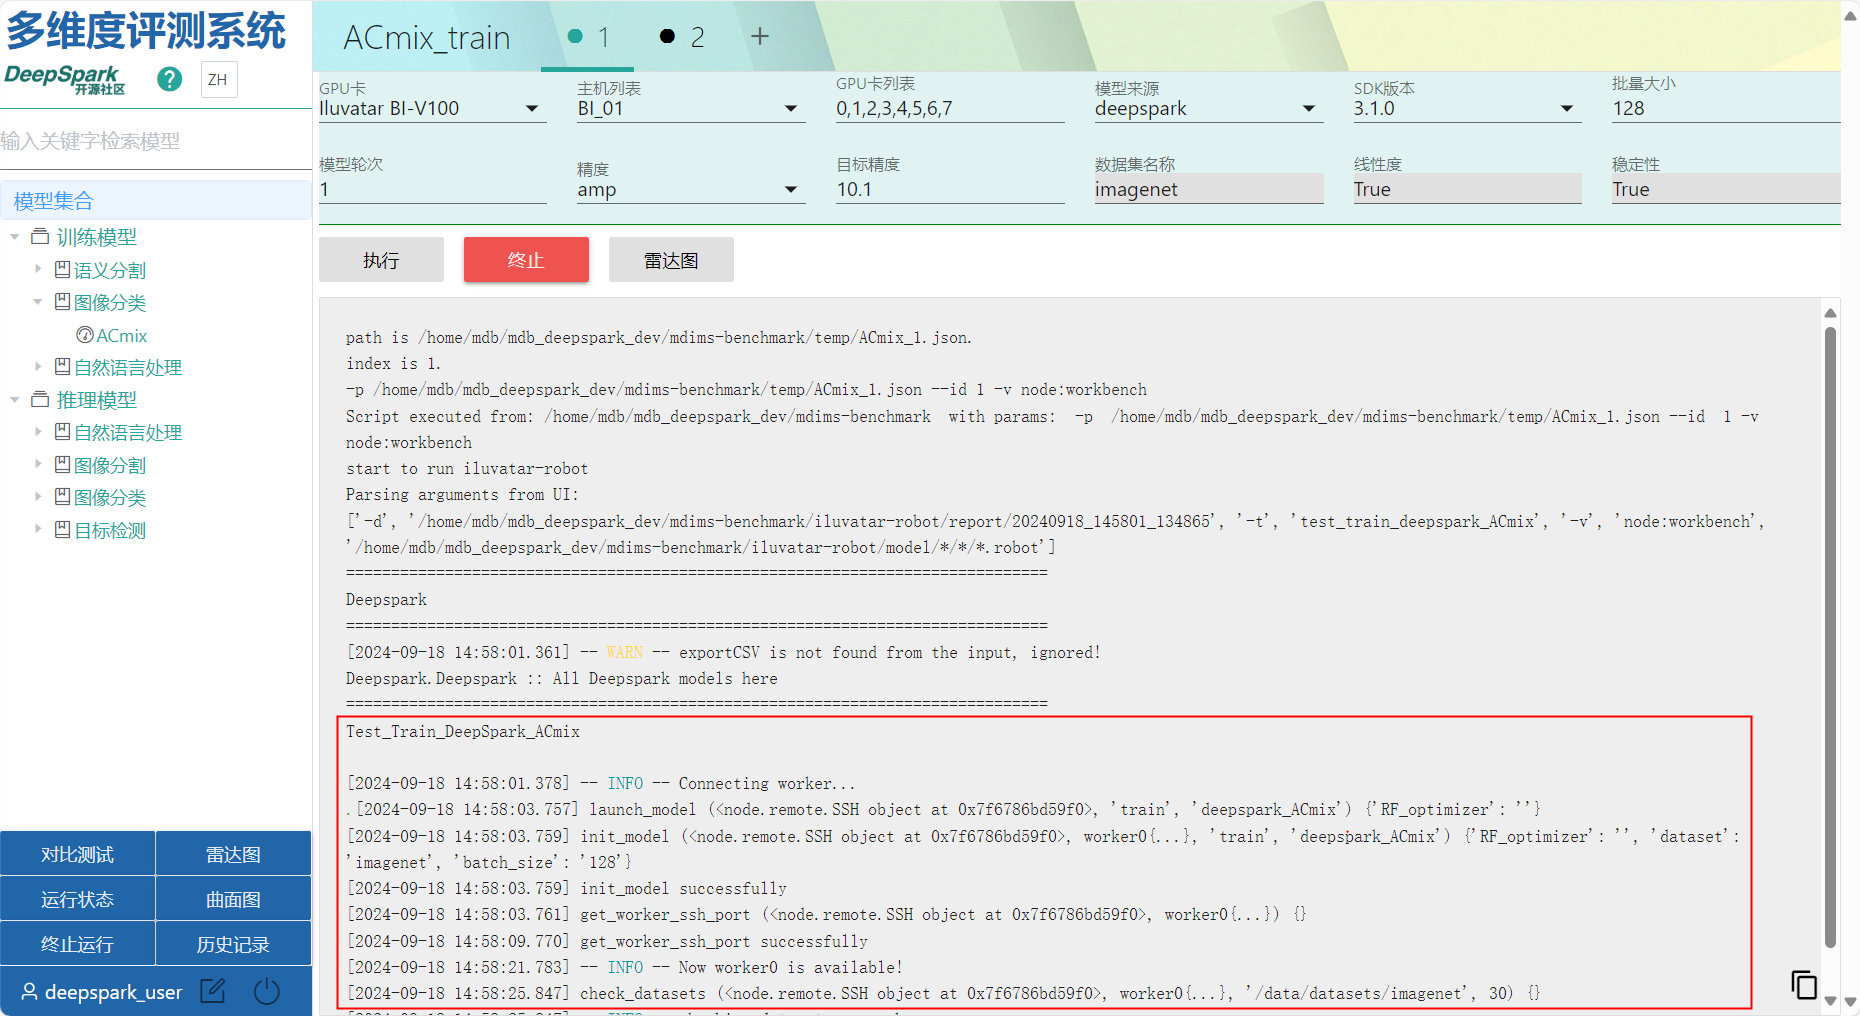 多维度评测系统
DeepSpark
开源社区
?
ZH
输入关键字检索模型
模型集合
训练模型
语义分割
图像分类
ACmix
自然语言处理
推理模型
自然语言处理
图像分割
图像分类
目标检测
对比测试
雷达图
运行状态
曲面图
终止运行
历史记录
deepspark_user
ACmix_train
1
2
+
GPU卡
Iluvatar BI-V100
主机列表
BI_01
GPU卡列表
0,1,2,3,4,5,6,7
模型来源
deepspark
SDK版本
3.1.0
批量大小
128
模型轮次
1
精度
amp
目标精度
10.1
数据集名称
imagenet
线性度
True
稳定性
True
执行
终止
雷达图
path is /home/mdb/mdb_deepspark_dev/mdims-benchmark/temp/ACmix_1.json.
index is 1.
-p /home/mdb/mdb_deepspark_dev/mdims-benchmark/temp/ACmix_1.json --id 1 -v node:workbench
Script executed from: /home/mdb/mdb_deepspark_dev/mdims-benchmark  with params:  -p  /home/mdb/mdb_deepspark_dev/mdims-benchmark/temp/ACmix_1.json --id  1 -v
node:workbench
start to run iluvatar-robot
Parsing arguments from UI:
['-d', '/home/mdb/mdb_deepspark_dev/mdims-benchmark/iluvatar-robot/report/20240918_145801_134865', '-t', 'test_train_deepspark_ACmix', '-v', 'node:workbench',
'/home/mdb/mdb_deepspark_dev/mdims-benchmark/iluvatar-robot/model/*/*/*.robot']
==============================================================================
Deepspark
==============================================================================
[2024-09-18 14:58:01.361] -- WARN -- exportCSV is not found from the input, ignored!
Deepspark.Deepspark :: All Deepspark models here
==============================================================================
Test_Train_DeepSpark_ACmix
[2024-09-18 14:58:01.378] -- INFO -- Connecting worker...
.[2024-09-18 14:58:03.757] launch_model (<node.remote.SSH object at 0x7f6786bd59f0>, 'train', 'deepspark_ACmix') {'RF_optimizer': ''}
[2024-09-18 14:58:03.759] init_model (<node.remote.SSH object at 0x7f6786bd59f0>, worker0{...}, 'train', 'deepspark_ACmix') {'RF_optimizer': '', 'dataset':
'imagenet', 'batch_size': '128'}
[2024-09-18 14:58:03.759] init_model successfully
[2024-09-18 14:58:03.761] get_worker_ssh_port (<node.remote.SSH object at 0x7f6786bd59f0>, worker0{...}) {}
[2024-09-18 14:58:09.770] get_worker_ssh_port successfully
[2024-09-18 14:58:21.783] -- INFO -- Now worker0 is available!
[2024-09-18 14:58:25.847] check_datasets (<node.remote.SSH object at 0x7f6786bd59f0>, worker0{...}, '/data/datasets/imagenet', 30) {}